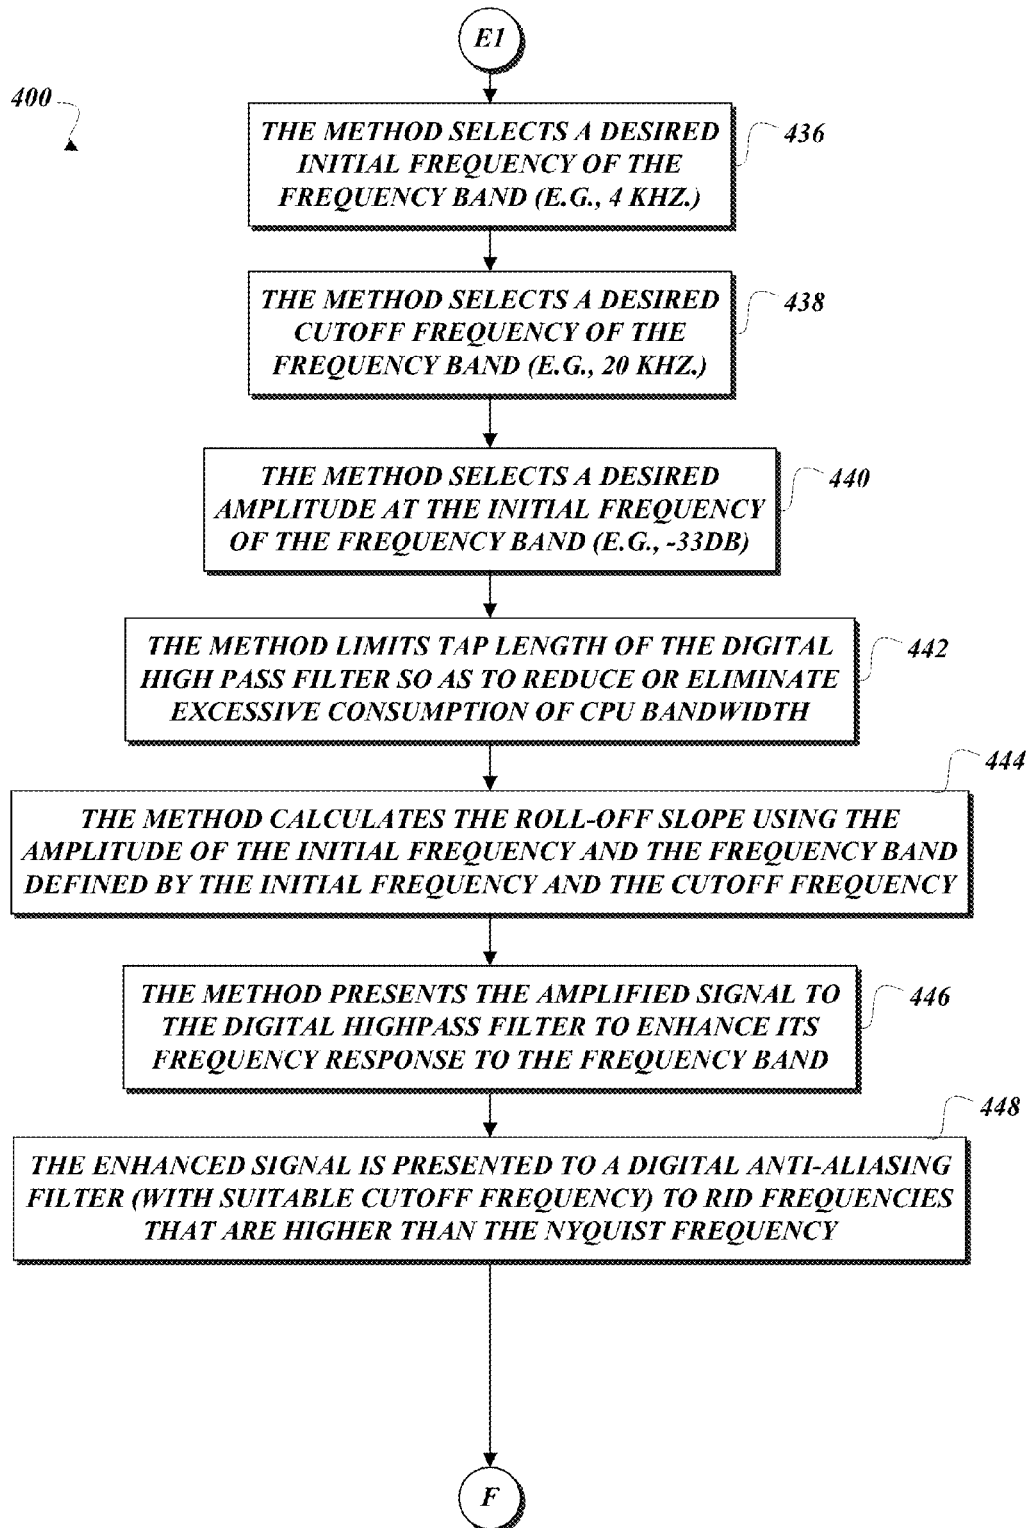 E1
400
THE METHOD SELECTS A DESIRED
INITIAL FREQUENCY OF THE
FREQUENCY BAND (E.G., 4 KHZ.)
436
THE METHOD SELECTS A DESIRED
CUTOFF FREQUENCY OF THE
FREQUENCY BAND (E.G., 20 KHZ.)
438
THE METHOD SELECTS A DESIRED
AMPLITUDE AT THE INITIAL FREQUENCY
OF THE FREQUENCY BAND (E.G., -33DB)
440
THE METHOD LIMITS TAP LENGTH OF THE DIGITAL
HIGH PASS FILTER SO AS TO REDUCE OR ELIMINATE
EXCESSIVE CONSUMPTION OF CPU BANDWIDTH
442
THE METHOD CALCULATES THE ROLL-OFF SLOPE USING THE
AMPLITUDE OF THE INITIAL FREQUENCY AND THE FREQUENCY BAND
DEFINED BY THE INITIAL FREQUENCY AND THE CUTOFF FREQUENCY
444
THE METHOD PRESENTS THE AMPLIFIED SIGNAL TO
THE DIGITAL HIGHPASS FILTER TO ENHANCE ITS
FREQUENCY RESPONSE TO THE FREQUENCY BAND
446
THE ENHANCED SIGNAL IS PRESENTED TO A DIGITAL ANTI-ALIASING
FILTER (WITH SUITABLE CUTOFF FREQUENCY) TO RID FREQUENCIES
THAT ARE HIGHER THAN THE NYQUIST FREQUENCY
448
F